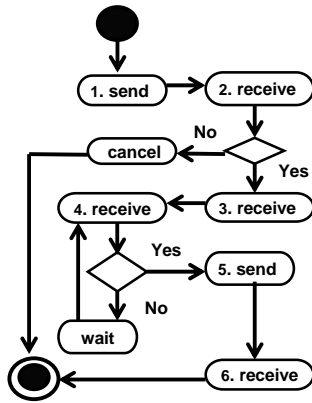 1. send
2. receive
No
cancel
Yes
4. receive
3. receive
Yes
5. send
No
wait
6. receive